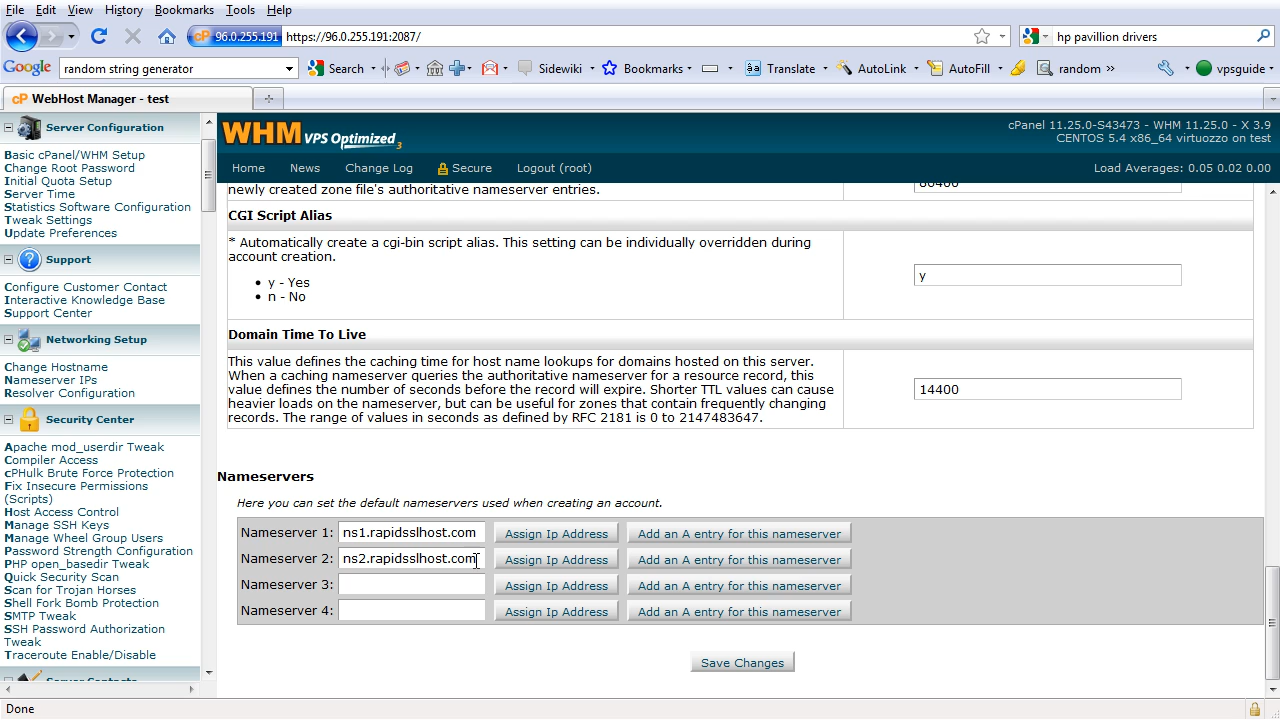 File Edit View History Bookmarks Tools Help
cP 96.0.255.191 https://96.0.255.191:2087/ hp pavillion drivers
Google random string generator Search Sidewiki Bookmarks Translate AutoLink AutoFill random » vpsguide
cP WebHost Manager - test
Server Configuration
Basic cPanel/WHM Setup
Change Root Password
Initial Quota Setup
Server Time
Statistics Software Configuration
Tweak Settings
Update Preferences
Support
Configure Customer Contact
Interactive Knowledge Base
Support Center
Networking Setup
Change Hostname
Nameserver IPs
Resolver Configuration
Security Center
Apache mod_userdir Tweak
Compiler Access
cPHulk Brute Force Protection
Fix Insecure Permissions
(Scripts)
Host Access Control
Manage SSH Keys
Manage Wheel Group Users
Password Strength Configuration
PHP open_basedir Tweak
Quick Security Scan
Scan for Trojan Horses
Shell Fork Bomb Protection
SMTP Tweak
SSH Password Authorization
Tweak
Traceroute Enable/Disable
Server Contacts
WHM VPS Optimized 3
cPanel 11.25.0-S43473 - WHM 11.25.0 - X 3.9
CENTOS 5.4 x86_64 virtuozzo on test
Home News Change Log Secure Logout (root) Load Averages: 0.05 0.02 0.00
newly created zone file's authoritative nameserver entries. 86400
CGI Script Alias
* Automatically create a cgi-bin script alias. This setting can be individually overridden during
account creation.
• y - Yes
• n - No
y
Domain Time To Live
This value defines the caching time for host name lookups for domains hosted on this server.
When a caching nameserver queries the authoritative nameserver for a resource record, this
value defines the number of seconds before the record will expire. Shorter TTL values can cause
heavier loads on the nameserver, but can be useful for zones that contain frequently changing
records. The range of values in seconds as defined by RFC 2181 is 0 to 2147483647.
14400
Nameservers
Here you can set the default nameservers used when creating an account.
Nameserver 1: ns1.rapidsslhost.com Assign Ip Address Add an A entry for this nameserver
Nameserver 2: ns2.rapidsslhost.com Assign Ip Address Add an A entry for this nameserver
Nameserver 3: Assign Ip Address Add an A entry for this nameserver
Nameserver 4: Assign Ip Address Add an A entry for this nameserver
Save Changes
Done